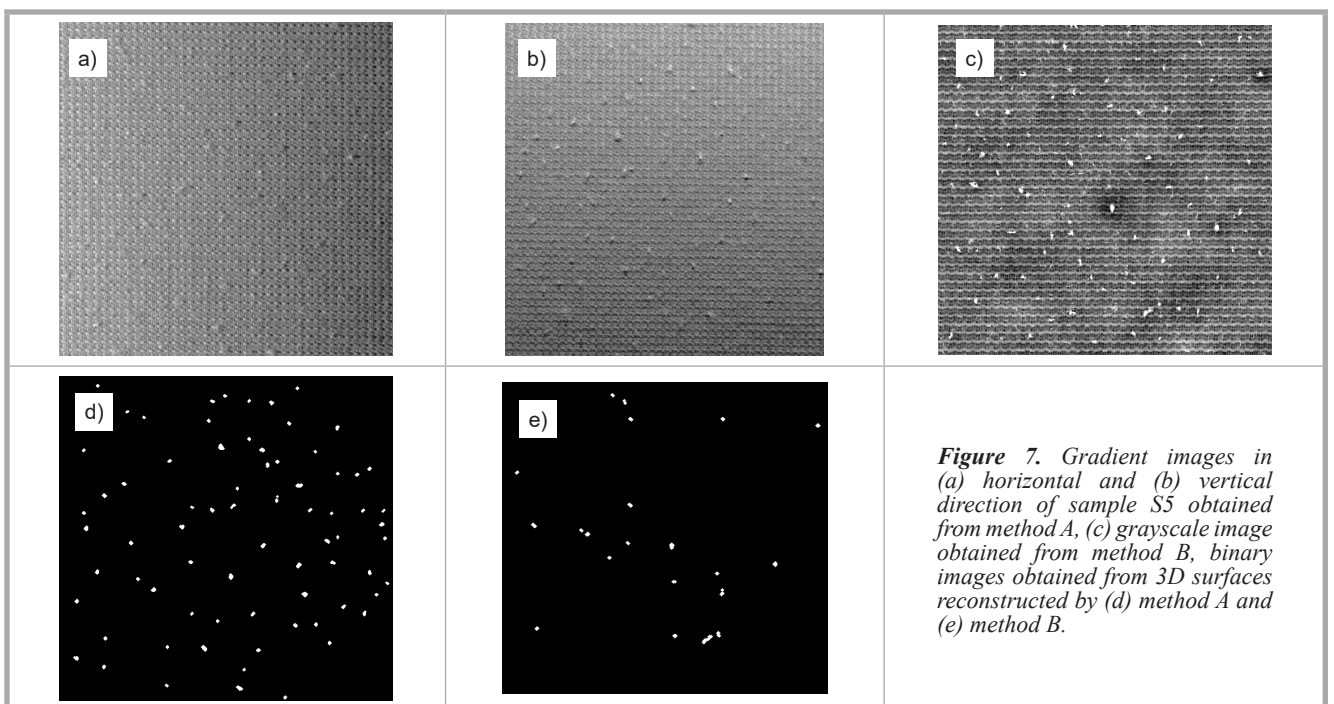 a)
b)
c)
d)
e)
Figure 7. Gradient images in
(a) horizontal and (b) vertical
direction of sample S5 obtained
from method A, (c) grayscale image
obtained from method B, binary
images obtained from 3D surfaces
reconstructed by (d) method A and
(e) method B.